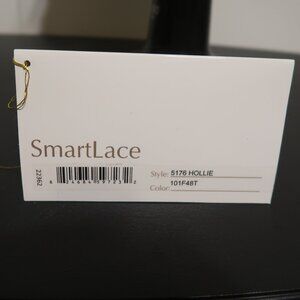 SmartLace
Style: 5176 HOLLIE
Color: 101F48T
22362